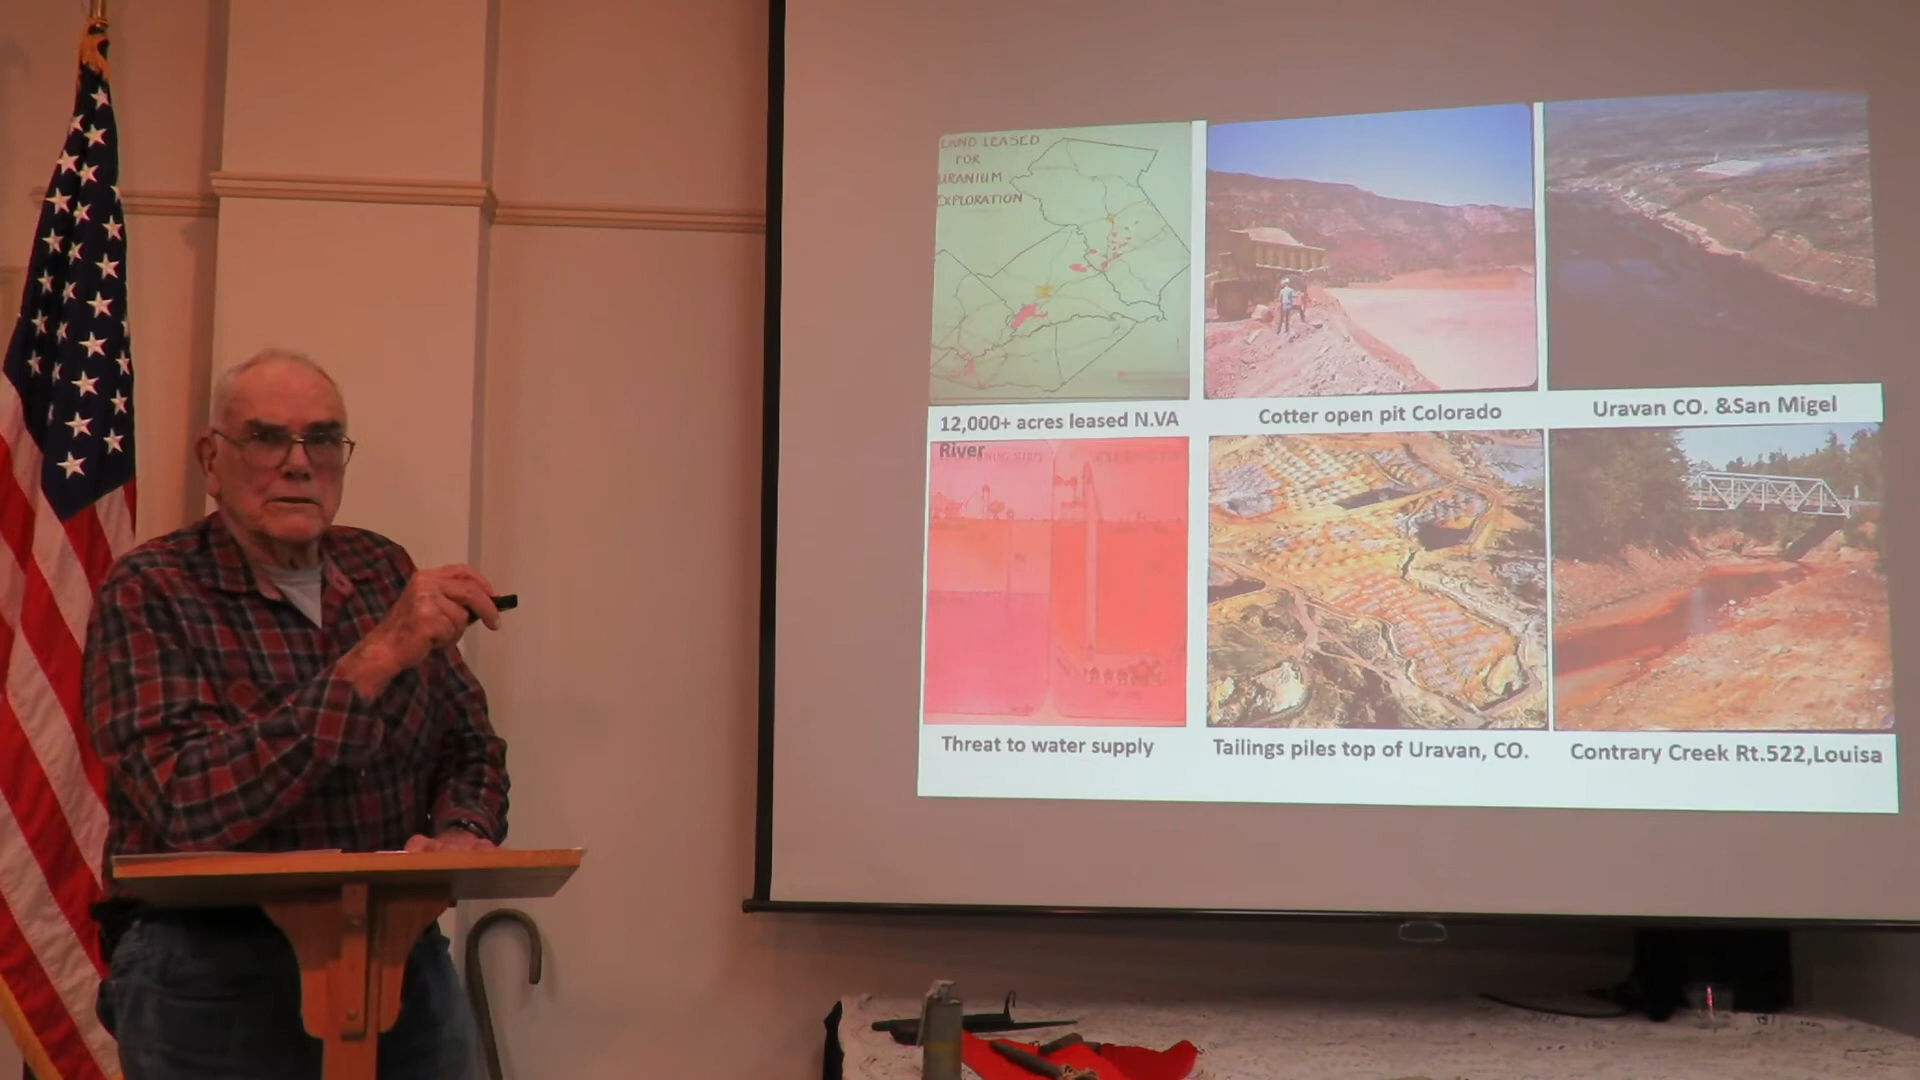 LAND LEASED
FOR
URANIUM
EXPLORATION
12,000+ acres leased N.VA
Cotter open pit Colorado
Uravan CO. &San Migel
River
Threat to water supply
Tailings piles top of Uravan, CO.
Contrary Creek Rt.522,Louisa